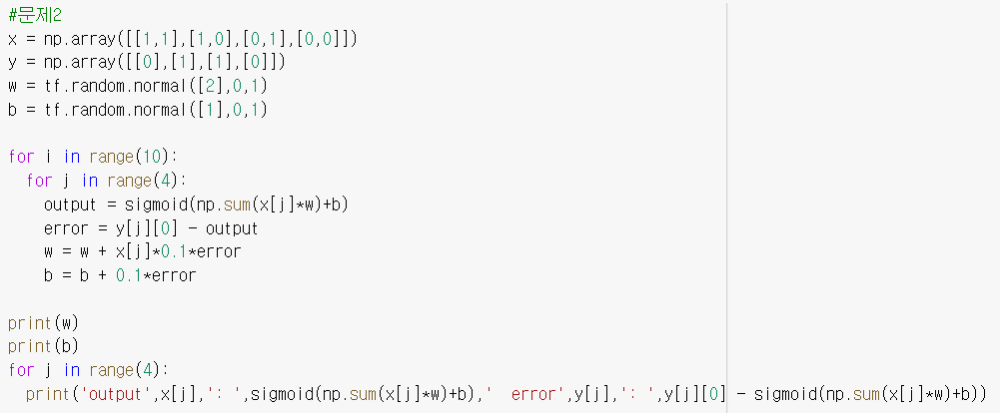 #문제2
x = np.array([[1,1],[1,0],[0,1],[0,0]])
y = np.array([[0],[1],[1],[0]])
w = tf.random.normal([2],0,1)
b = tf.random.normal([1],0,1)

for i in range(10):
  for j in range(4):
    output = sigmoid(np.sum(x[j]*w)+b)
    error = y[j][0] - output
    w = w + x[j]*0.1*error
    b = b + 0.1*error

print(w)
print(b)
for j in range(4):
  print('output',x[j],': ',sigmoid(np.sum(x[j]*w)+b),'  error',y[j],': ',y[j][0] - sigmoid(np.sum(x[j]*w)+b))